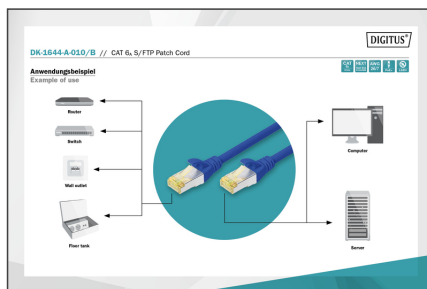 DIGITUS®
DK-1644-A-010/B // CAT 6A S/FTP Patch Cord
Anwendungsbeispiel
Example of use
Router
Switch
Wall outlet
Floor tank
Computer
Server